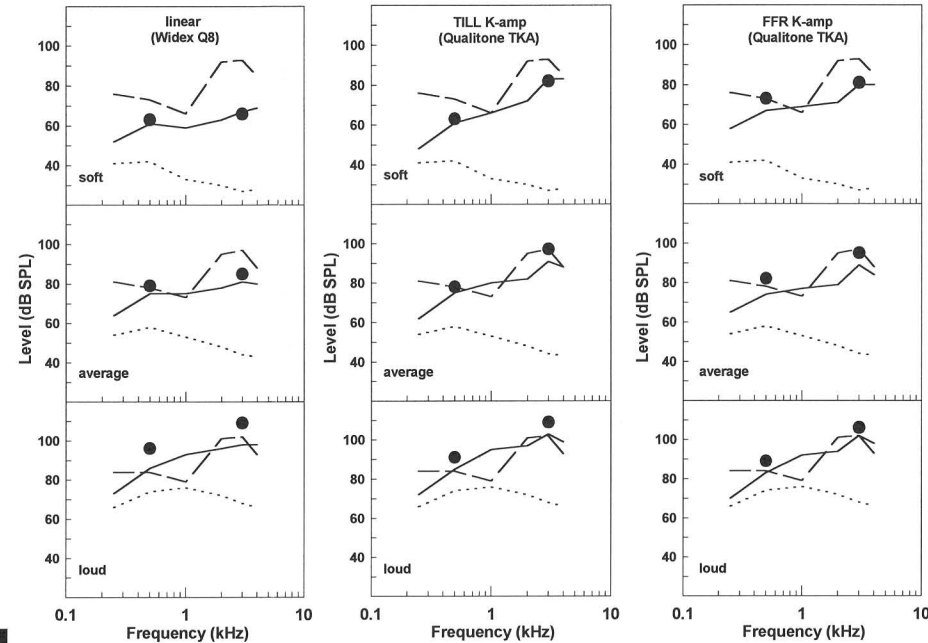 linear
(Widex Q8)
TILL K-amp
(Qualitone TKA)
FFR K-amp
(Qualitone TKA)
100
80
60
40
soft
100
80
60
40
soft
100
80
60
40
soft
Level (dB SPL)
100
80
60
40
average
Level (dB SPL)
100
80
60
40
average
Level (dB SPL)
100
80
60
40
average
100
80
60
40
loud
100
80
60
40
loud
100
80
60
40
loud
0.1 1 10
0.1 1 10
0.1 1 10
Frequency (kHz)
Frequency (kHz)
Frequency (kHz)